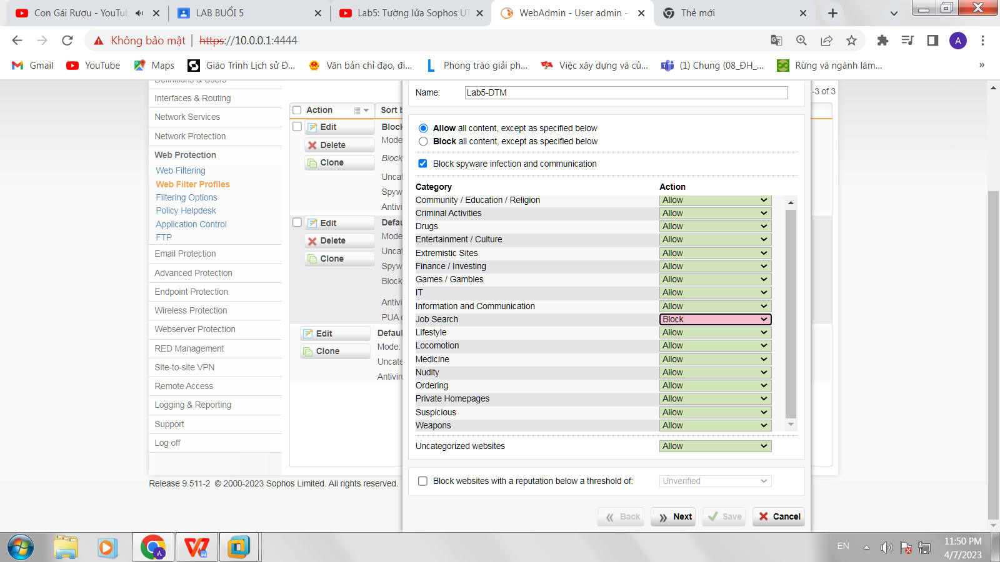 Con Gái Rượu - YouTub
LAB BUỔI 5
Lab5: Tường lửa Sophos UT
WebAdmin - User admin -
Thẻ mới
Không bảo mật
https://10.0.0.1:4444
A
Gmail
YouTube
Maps
Giáo Trình Lịch sử Đ...
Văn bản chỉ đạo, đi...
Phong trào giải ph...
Việc xây dựng và củ...
(1) Chung (08_ĐH_...
Rừng và ngành lâm...
»
Definitions & Users
Interfaces & Routing
Network Services
Network Protection
Web Protection
Web Filtering
Web Filter Profiles
Filtering Options
Policy Helpdesk
Application Control
FTP
Email Protection
Advanced Protection
Endpoint Protection
Wireless Protection
Webserver Protection
RED Management
Site-to-site VPN
Remote Access
Logging & Reporting
Support
Log off
Release 9.511-2 © 2000-2023 Sophos Limited. All rights reserved.
-3 of 3
Action
Sort b
Edit
Delete
Clone
Block
Mode
Block
Uncat
Spyw
Antivi
Edit
Delete
Clone
Defau
Mode
Uncat
Spyw
Block
Antivi
PUA
Edit
Clone
Defau
Mode:
Uncate
Antiviru
Name:
Lab5-DTM
Allow all content, except as specified below
Block all content, except as specified below
Block spyware infection and communication
Category Action
Community / Education / Religion Allow
Criminal Activities Allow
Drugs Allow
Entertainment / Culture Allow
Extremistic Sites Allow
Finance / Investing Allow
Games / Gambles Allow
IT Allow
Information and Communication Allow
Job Search Block
Lifestyle Allow
Locomotion Allow
Medicine Allow
Nudity Allow
Ordering Allow
Private Homepages Allow
Suspicious Allow
Weapons Allow
Uncategorized websites Allow
Block websites with a reputation below a threshold of: Unverified
Back
Next
Save
Cancel
EN
11:50 PM
4/7/2023